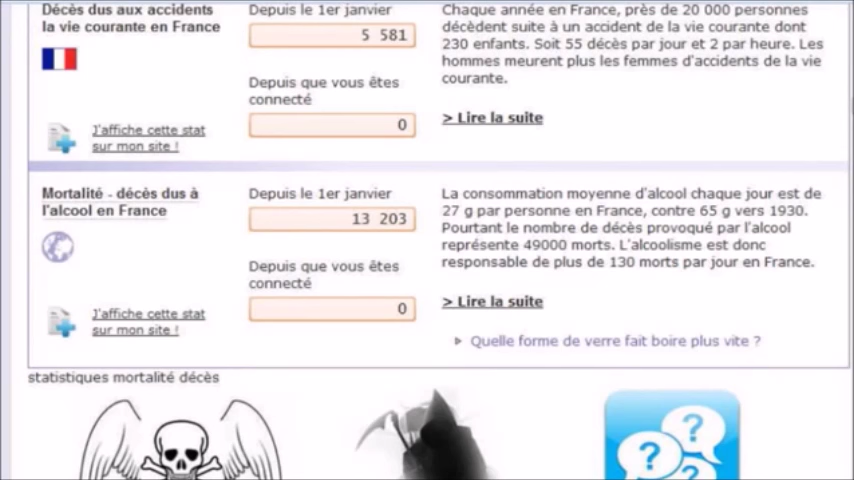 Décès dus aux accidents
la vie courante en France
Depuis le 1er janvier
5 581
Depuis que vous êtes
connecté
0
J'affiche cette stat
sur mon site !
Chaque année en France, près de 20 000 personnes
décèdent suite à un accident de la vie courante dont
230 enfants. Soit 55 décès par jour et 2 par heure. Les
hommes meurent plus les femmes d'accidents de la vie
courante.
> Lire la suite
Mortalité - décès dus à
l'alcool en France
Depuis le 1er janvier
13 203
Depuis que vous êtes
connecté
0
J'affiche cette stat
sur mon site !
La consommation moyenne d'alcool chaque jour est de
27 g par personne en France, contre 65 g vers 1930.
Pourtant le nombre de décès provoqué par l'alcool
représente 49000 morts. L'alcoolisme est donc
responsable de plus de 130 morts par jour en France.
> Lire la suite
Quelle forme de verre fait boire plus vite ?
statistiques mortalité décès
?
?
?